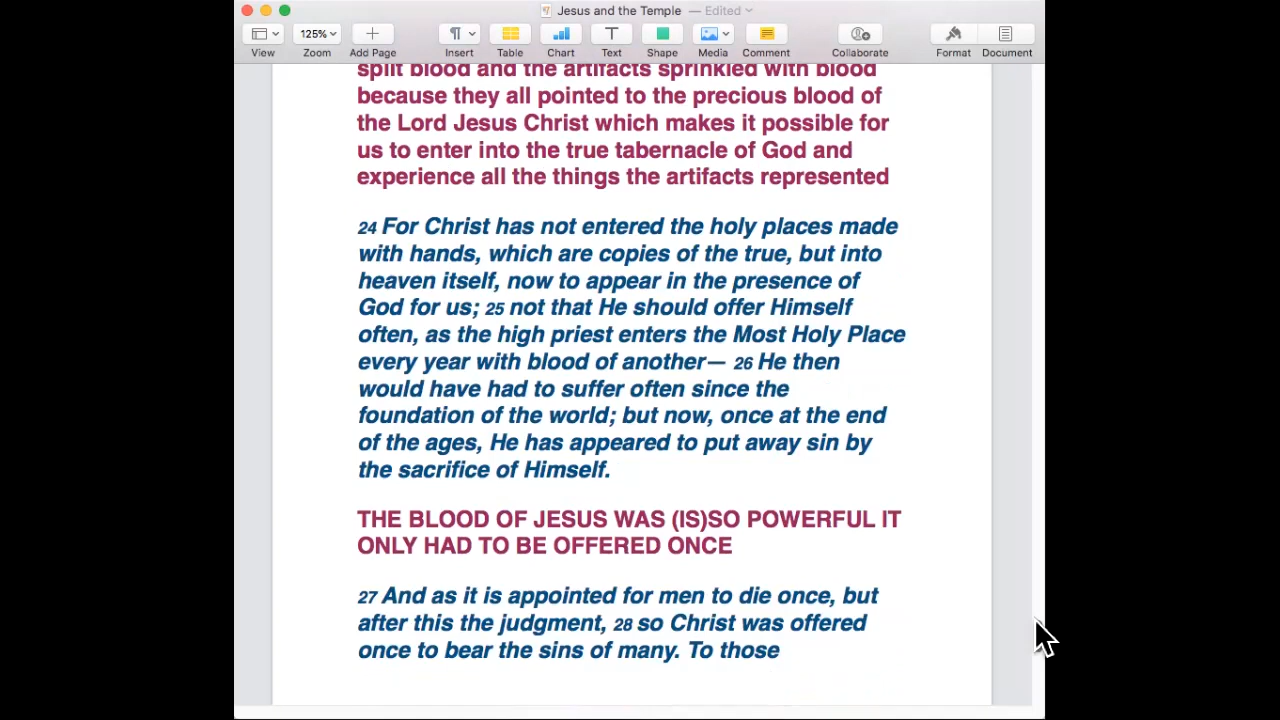 Jesus and the Temple — Edited
125%
View Zoom Add Page Insert Table Chart Text Shape Media Comment Collaborate Format Document
spilt blood and the artifacts sprinkled with blood
because they all pointed to the precious blood of
the Lord Jesus Christ which makes it possible for
us to enter into the true tabernacle of God and
experience all the things the artifacts represented
24 For Christ has not entered the holy places made
with hands, which are copies of the true, but into
heaven itself, now to appear in the presence of
God for us; 25 not that He should offer Himself
often, as the high priest enters the Most Holy Place
every year with blood of another— 26 He then
would have had to suffer often since the
foundation of the world; but now, once at the end
of the ages, He has appeared to put away sin by
the sacrifice of Himself.
THE BLOOD OF JESUS WAS (IS)SO POWERFUL IT
ONLY HAD TO BE OFFERED ONCE
27 And as it is appointed for men to die once, but
after this the judgment, 28 so Christ was offered
once to bear the sins of many. To those